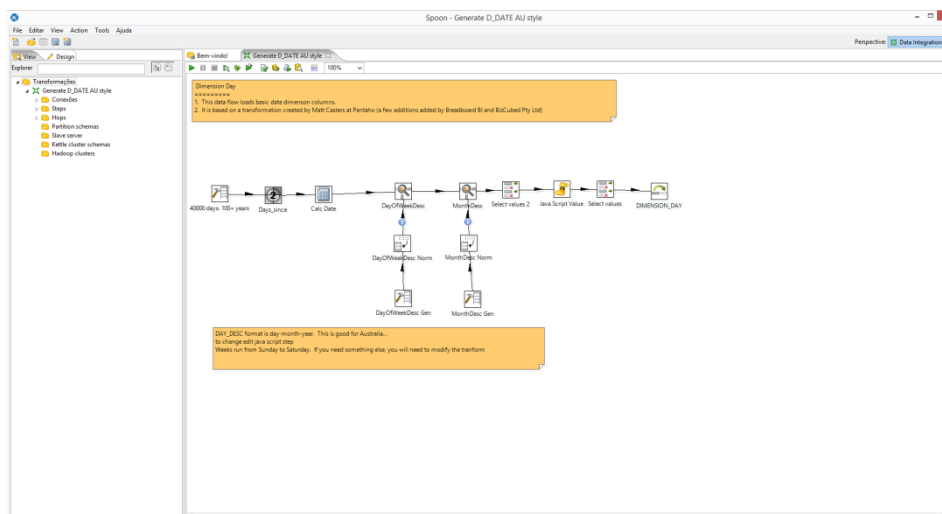 Spoon - Generate D_DATE AU style
File Editar View Action Tools Ajuda
Perspective: Data Integration
View Design
Bem-vindo! Generate D_DATE AU style
Explorer
100%
Transformações
Generate D_DATE AU style
Conexões
Steps
Hops
Partition schemas
Slave server
Kettle cluster schemas
Hadoop clusters
Dimension Day
=========
1. This data flow loads basic date dimenson columns.
2. It is based on a transformation created by Matt Casters at Pentaho (a few additions added by Breadboard BI and BizCubed Pty Ltd)
40000 days: 100+ years
Days_since
Calc Date
DayOfWeekDesc
MonthDesc
Select values 2
Java Script Value
Select values
DIMENSION_DAY
DayOfWeekDesc Norm
MonthDesc Norm
DayOfWeekDesc Gen
MonthDesc Gen
DAY_DESC format is day-month-year. This is good for Australia...
to change edit java script step
Weeks run from Sunday to Saturday. If you need something else, you will need to modify the tranform